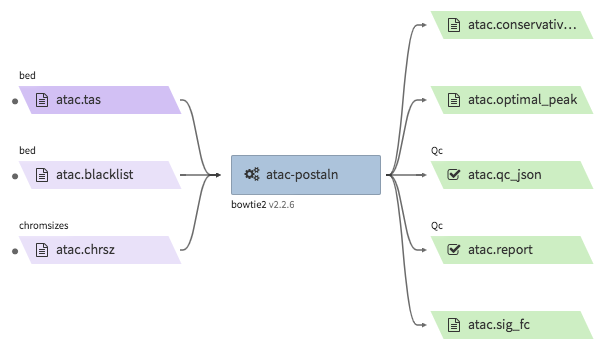 bed
atac.tas
bed
atac.blacklist
chromsizes
atac.chrsz
atac-postaln
bowtie2 v2.2.6
atac.conservativ...
atac.optimal_peak
Qc
atac.qc_json
Qc
atac.report
atac.sig_fc